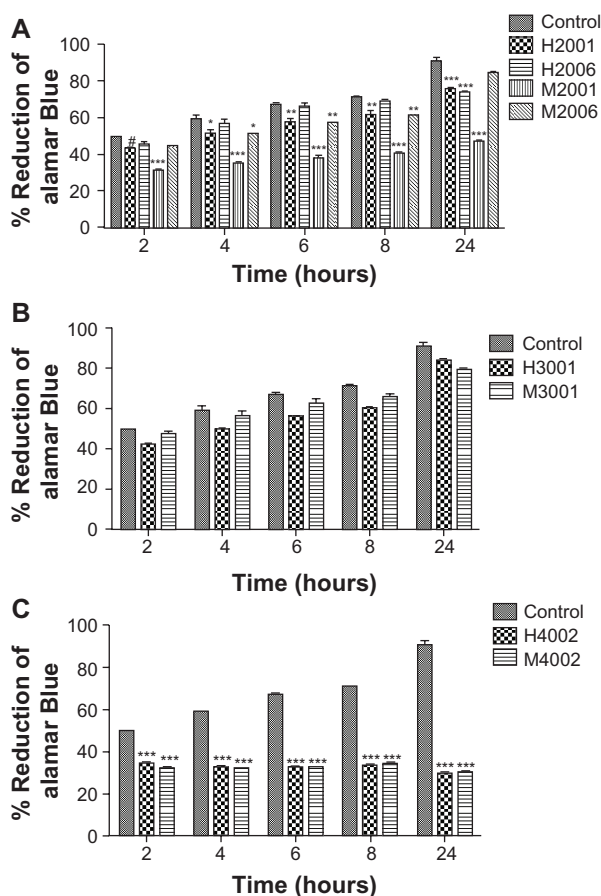 A
% Reduction of
alamar Blue
100
80
60
40
20
0
#
***
*
***
*
**
***
**
**
***
**
***
***
***
2
4
6
8
24
Time (hours)
Control
H2001
H2006
M2001
M2006
B
% Reduction of
alamar Blue
100
80
60
40
20
0
2
4
6
8
24
Time (hours)
Control
H3001
M3001
C
% Reduction of
alamar Blue
100
80
60
40
20
0
*** ***
*** ***
*** ***
*** ***
*** ***
2
4
6
8
24
Time (hours)
Control
H4002
M4002